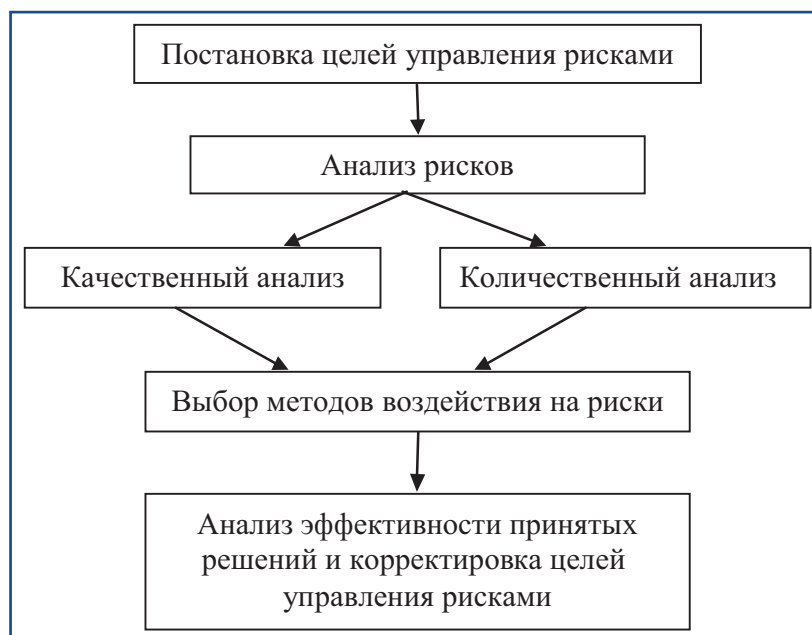 Постановка целей управления рисками
Анализ рисков
Качественный анализ
Количественный анализ
Выбор методов воздействия на риски
Анализ эффективности принятых
решений и корректировка целей
управления рисками